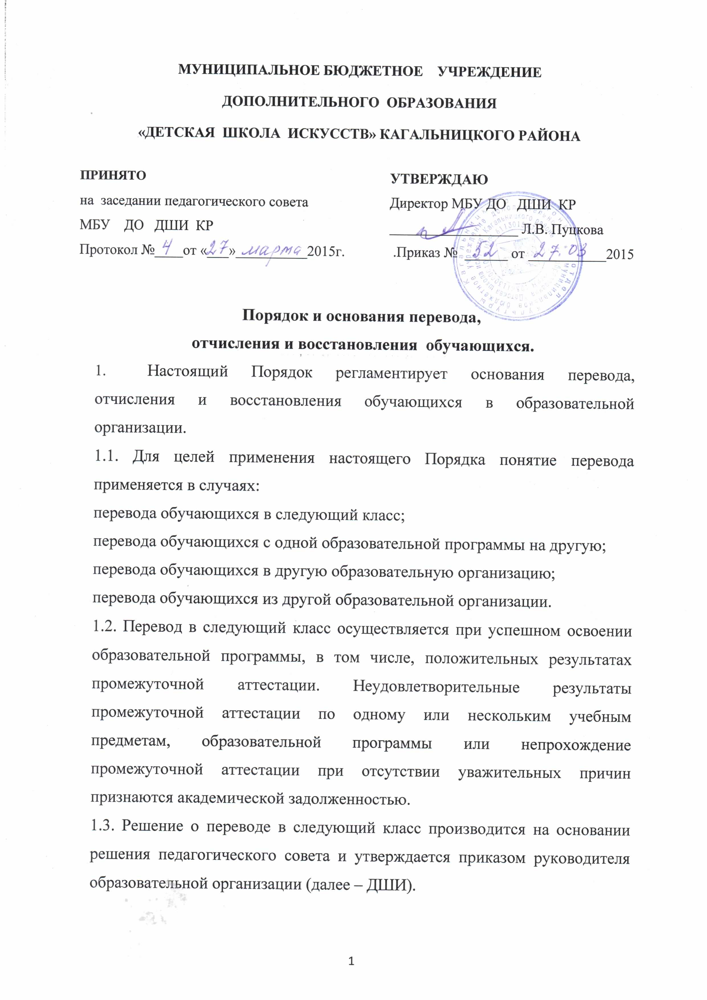 МУНИЦИПАЛЬНОЕ БЮДЖЕТНОЕ УЧРЕЖДЕНИЕ
ДОПОЛНИТЕЛЬНОГО ОБРАЗОВАНИЯ
«ДЕТСКАЯ ШКОЛА ИСКУССТВ» КАГАЛЬНИЦКОГО РАЙОНА
ПРИНЯТО
на заседании педагогического совета
МБУ ДО ДШИ КР
Протокол № 4 от «27» марта 2015г.
УТВЕРЖДАЮ
Директор МБУ ДО ДШИ КР
Л.В. Пуцкова
.Приказ № 52 от 27.03 2015
Порядок и основания перевода,
отчисления и восстановления обучающихся.
1. Настоящий Порядок регламентирует основания перевода,
отчисления и восстановления обучающихся в образовательной
организации.
1.1. Для целей применения настоящего Порядка понятие перевода
применяется в случаях:
перевода обучающихся в следующий класс;
перевода обучающихся с одной образовательной программы на другую;
перевода обучающихся в другую образовательную организацию;
перевода обучающихся из другой образовательной организации.
1.2. Перевод в следующий класс осуществляется при успешном освоении
образовательной программы, в том числе, положительных результатах
промежуточной аттестации. Неудовлетворительные результаты
промежуточной аттестации по одному или нескольким учебным
предметам, образовательной программы или непрохождение
промежуточной аттестации при отсутствии уважительных причин
признаются академической задолженностью.
1.3. Решение о переводе в следующий класс производится на основании
решения педагогического совета и утверждается приказом руководителя
образовательной организации (далее – ДШИ).
1